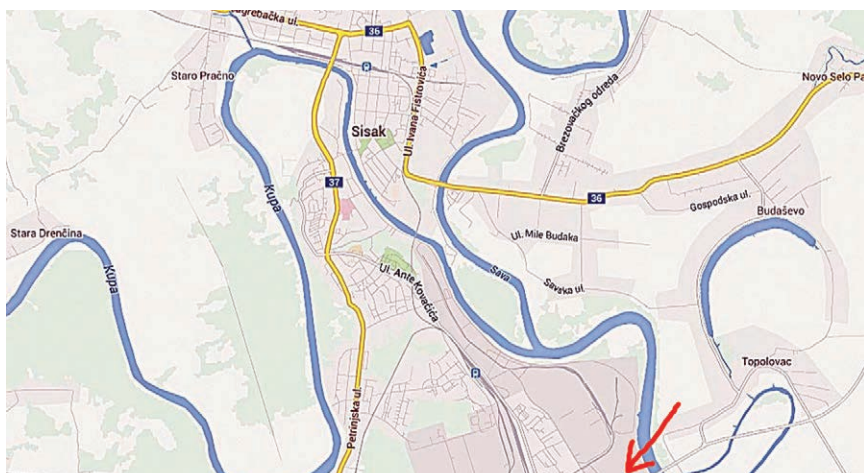 Zagrebačka ul.
36
Staro Pračno
Novo Selo Pa
Brezovačkog odreda
Sisak
Ul. Ivana Fistrovića
37
Kupa
36
Gospodska ul.
Budaševo
Stara Drenčina
Ul. Mile Budaka
Kupa
Ul. Ante Kovačića
Sava
Savska ul.
Topolovac
Petrinjska ul.